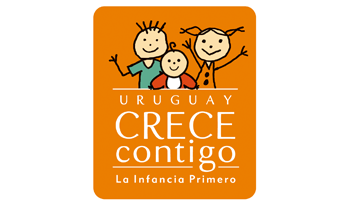 URUGUAY
CRECE
contigo
La Infancia Primero